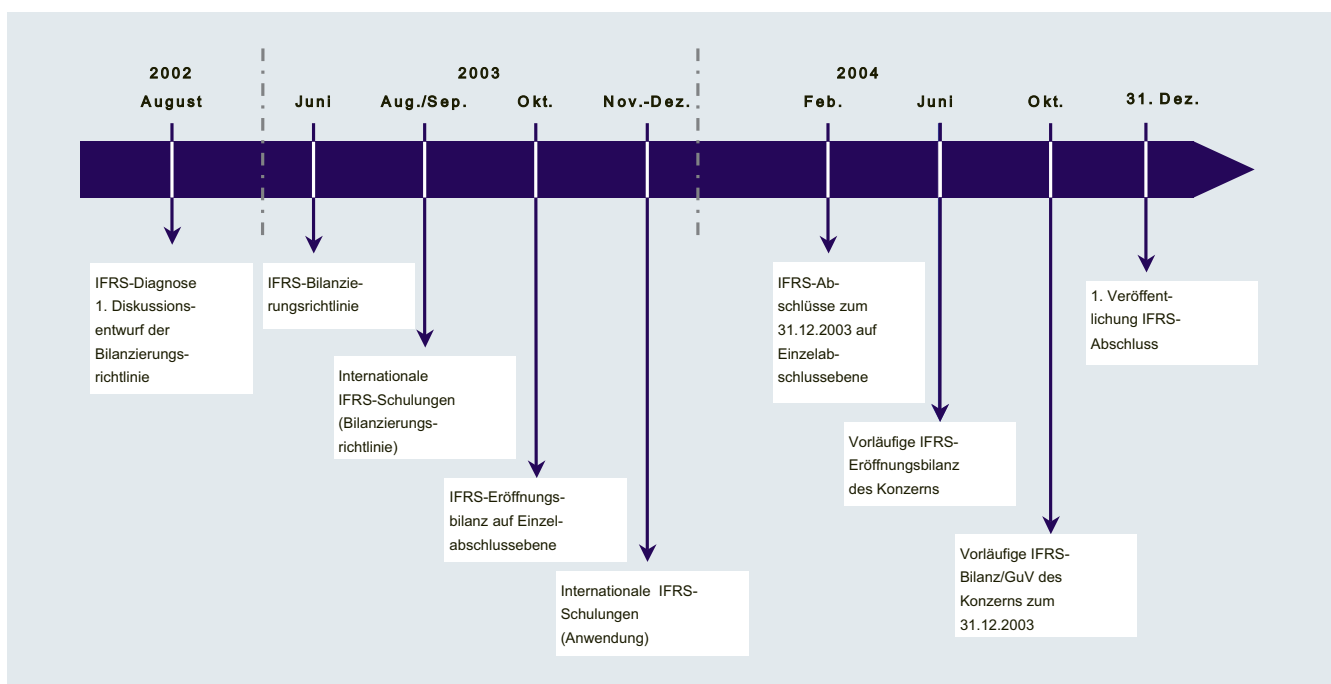 2002
2003
2004
August
Juni
Aug./Sep.
Okt.
Nov.-Dez.
Feb.
Juni
Okt.
31. Dez.
IFRS-Diagnose
1. Diskussions-
entwurf der
Bilanzierungs-
richtlinie
IFRS-Bilanzie-
rungsrichtlinie
Internationale
IFRS-Schulungen
(Bilanzierungs-
richtlinie)
IFRS-Eröffnungs-
bilanz auf Einzel-
abschlussebene
Internationale IFRS-
Schulungen
(Anwendung)
IFRS-Ab-
schlüsse zum
31.12.2003 auf
Einzelab-
schlussebene
Vorläufige IFRS-
Eröffnungsbilanz
des Konzerns
Vorläufige IFRS-
Bilanz/GuV des
Konzerns zum
31.12.2003
1. Veröffent-
lichung IFRS-
Abschluss